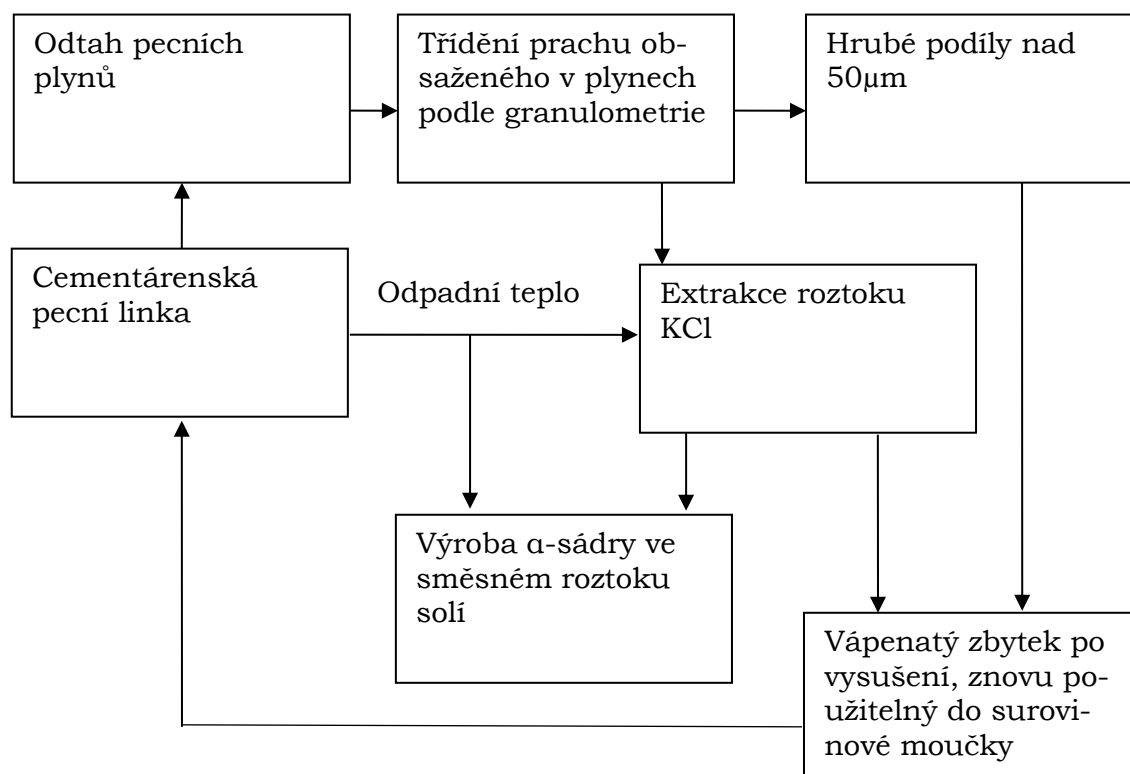 Odtah pecních
plynů
Třídění prachu ob-
saženého v plynech
podle granulometrie
Hrubé podíly nad
50µm
Cementárenská
pecní linka
Odpadní teplo
Extrakce roztoku
KCl
Výroba α-sádry ve
směsném roztoku
solí
Vápenatý zbytek po
vysušení, znovu po-
užitelný do surovi-
nové moučky